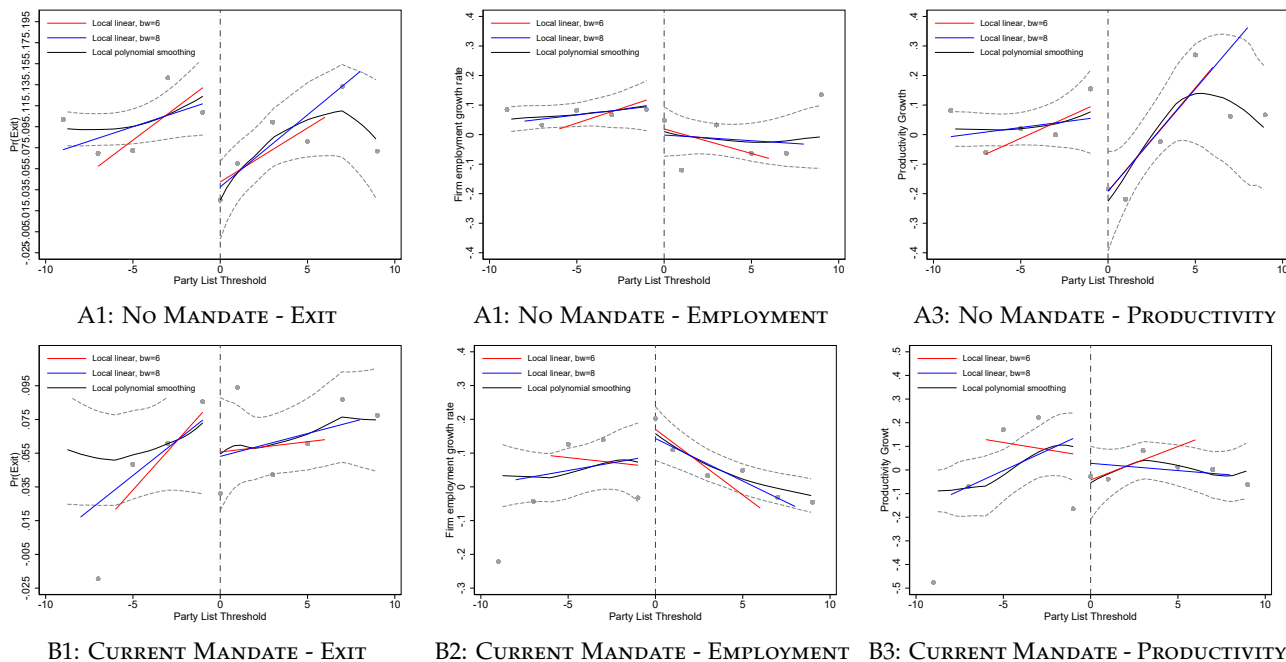 -.025.005.015.035.055.075.095.115.135.155.175.195
Pr(Exit)
Local linear, bw=6
Local linear, bw=8
Local polynomial smoothing
-10 -5 0 5 10
Party List Threshold
A1: No Mandate - Exit
-.4 -.3 -.2 -.1 0 .1 .2 .3 .4
Firm employment growth rate
Local linear, bw=6
Local linear, bw=8
Local polynomial smoothing
-10 -5 0 5 10
Party List Threshold
A1: No Mandate - Employment
-.4 -.3 -.2 -.1 0 .1 .2 .3 .4
Productivity Growth
Local linear, bw=6
Local linear, bw=8
Local polynomial smoothing
-10 -5 0 5 10
Party List Threshold
A3: No Mandate - Productivity
-.025 -.005 .015 .035 .055 .075 .095
Pr(Exit)
Local linear, bw=6
Local linear, bw=8
Local polynomial smoothing
-10 -5 0 5 10
Party List Threshold
B1: Current Mandate - Exit
-.3 -.2 -.1 0 .1 .2 .3 .4
Firm employment growth rate
Local linear, bw=6
Local linear, bw=8
Local polynomial smoothing
-10 -5 0 5 10
Party List Threshold
B2: Current Mandate - Employment
-.5 -.4 -.3 -.2 -.1 0 .1 .2 .3 .4 .5
Productivity Growt
Local linear, bw=6
Local linear, bw=8
Local polynomial smoothing
-10 -5 0 5 10
Party List Threshold
B3: Current Mandate - Productivity